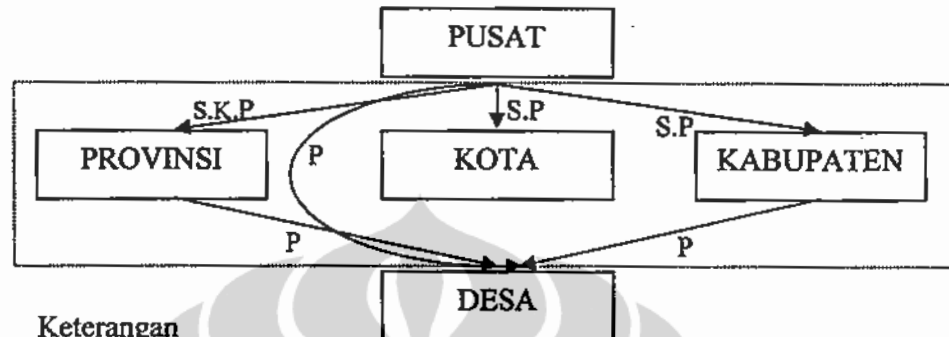 PUSAT
S.K.P
S.P
S.P
PROVINSI
P
KOTA
KABUPATEN
P
P
DESA
Keterangan